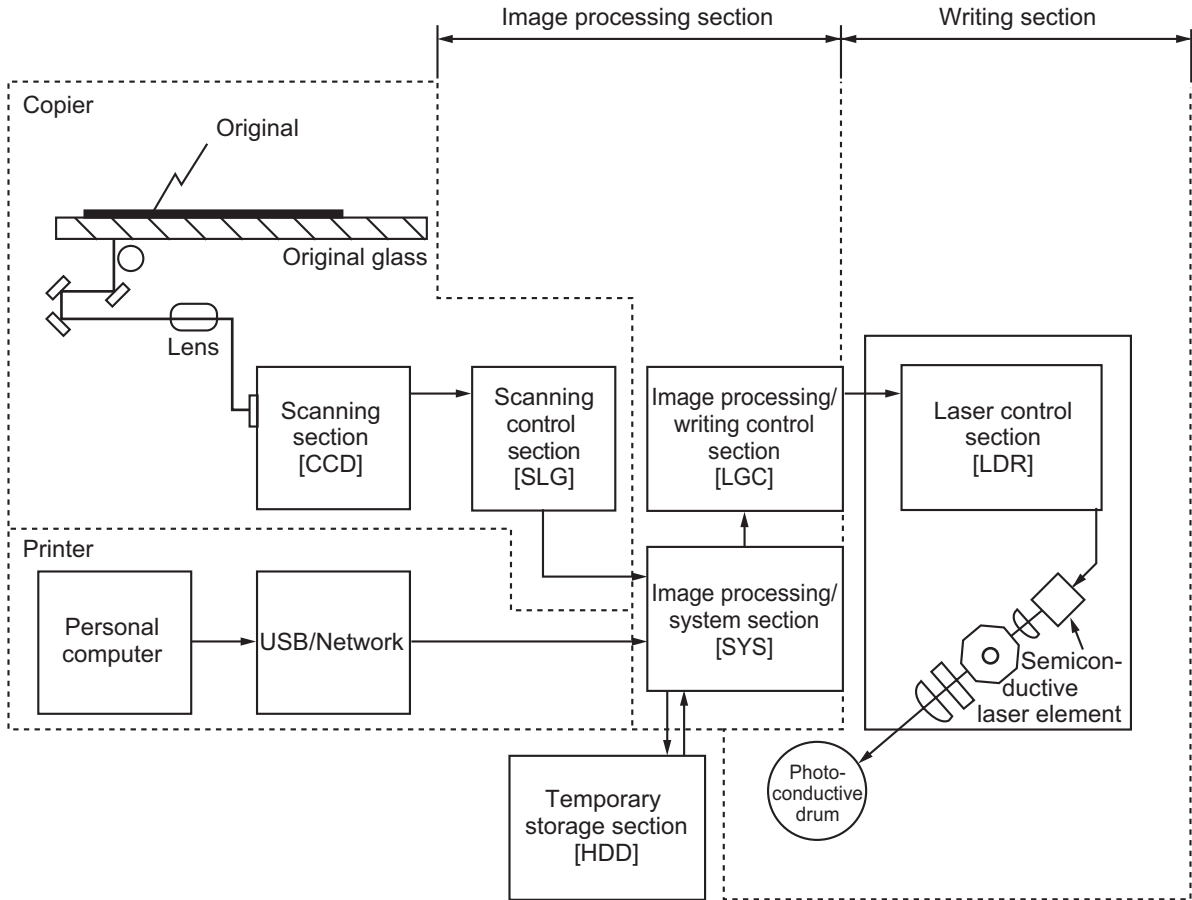 Image processing section
Writing section
Copier
Original
Original glass
Lens
Scanning
section
[CCD]
Scanning
control
section
[SLG]
Image processing/
writing control
section
[LGC]
Laser control
section
[LDR]
Printer
Personal
computer
USB/Network
Image processing/
system section
[SYS]
Semicon-
ductive
laser element
Photo-
conductive
drum
Temporary
storage section
[HDD]